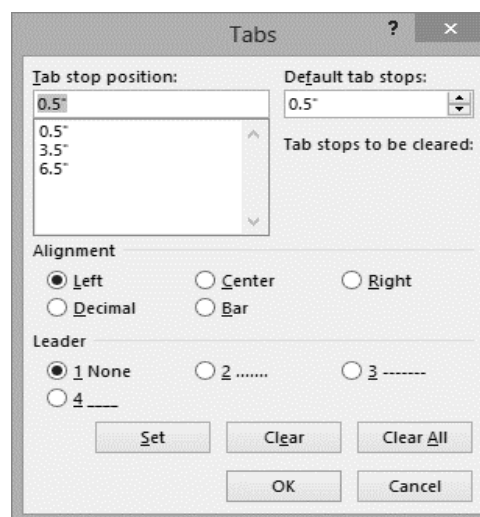 Tabs ? ×
Tab stop position: Default tab stops:
0.5" 0.5"
0.5"
3.5"
6.5"
Tab stops to be cleared:
Alignment
Left Center Right
Decimal Bar
Leader
1 None 2 ....... 3 -------
4 ____
Set Clear Clear All
OK Cancel